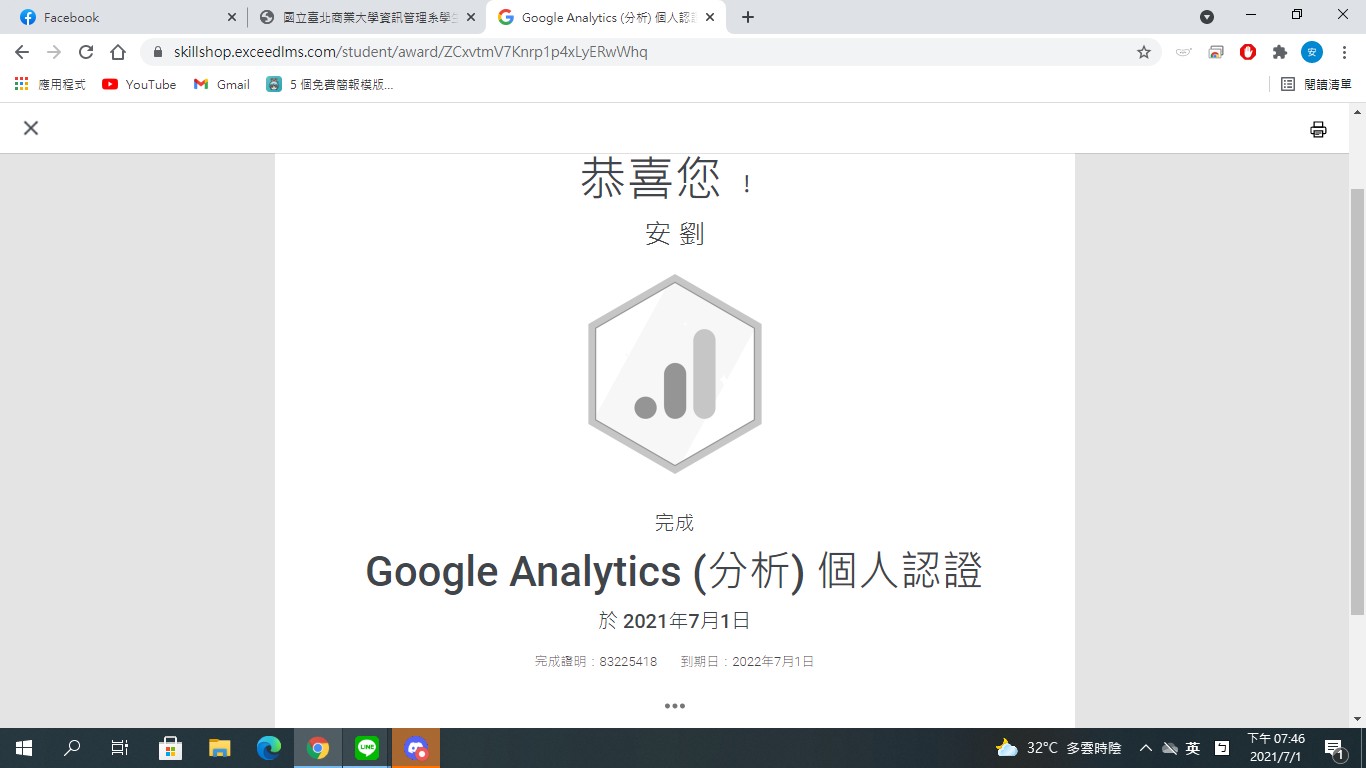 Facebook
國立臺北商業大學資訊管理系學生
Google Analytics (分析) 個人認證
skillshop.exceedlms.com/student/award/ZCxvtmV7Knrp1p4xLyERwWhq
安
應用程式
YouTube
Gmail
5 個免費簡報模版...
閱讀清單
恭喜您 ！
安 劉
完成
Google Analytics (分析) 個人認證
於 2021年7月1日
完成證明：83225418 到期日：2022年7月1日
•••
LINE
32°C 多雲時陰
英
ㄅ
下午 07:46
2021/7/1
1